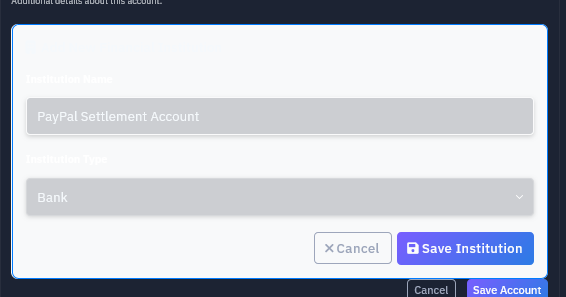 Additional details about this account.
Institution Name
PayPal Settlement Account
Institution Type
Bank
Cancel
Save Institution
Cancel
Save Account